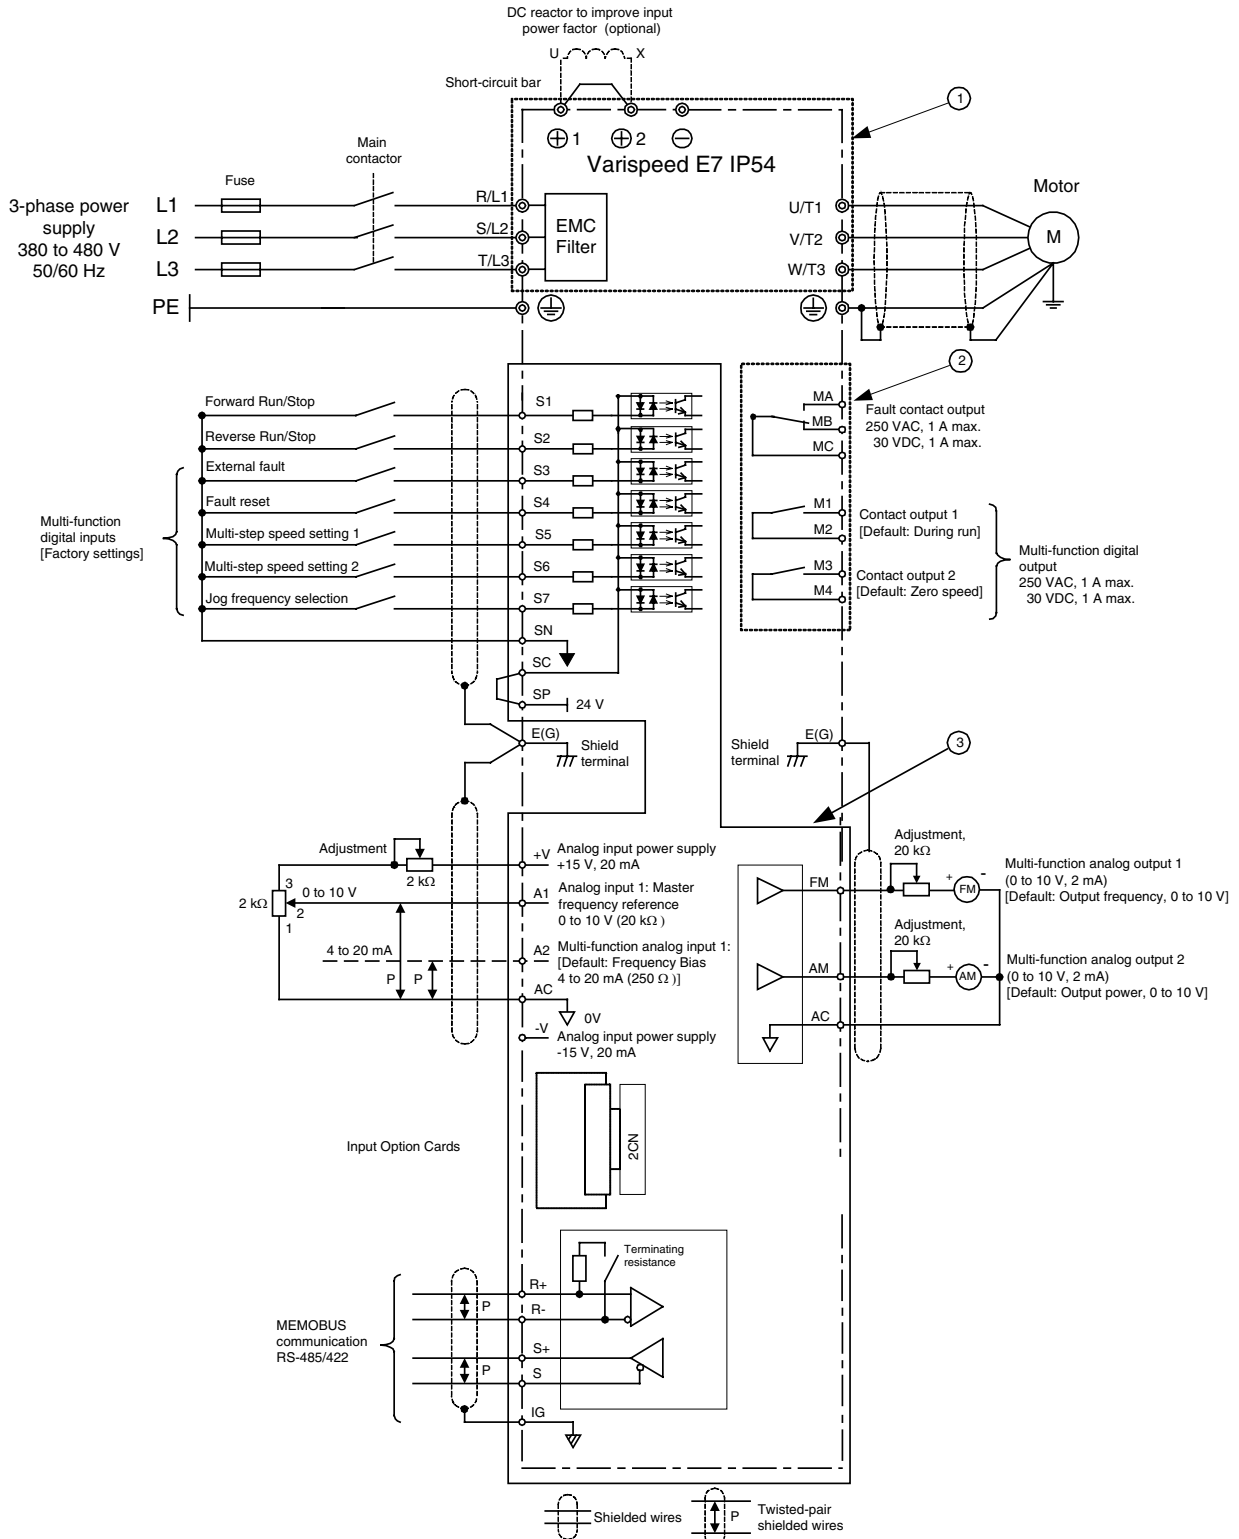 DC reactor to improve input
power factor (optional)
U X
Short-circuit bar
1
+ 1 + 2 −
Varispeed E7 IP54
Main
contactor
Fuse
Motor
3-phase power
supply
380 to 480 V
50/60 Hz
L1
L2
L3
PE
R/L1
S/L2
T/L3
EMC
Filter
U/T1
V/T2
W/T3
M
2
Forward Run/Stop
Reverse Run/Stop
External fault
Fault reset
Multi-step speed setting 1
Multi-step speed setting 2
Jog frequency selection
Multi-function
digital inputs
[Factory settings]
S1
S2
S3
S4
S5
S6
S7
SN
SC
SP
24 V
MA
MB
MC
Fault contact output
250 VAC, 1 A max.
30 VDC, 1 A max.
M1
M2
Contact output 1
[Default: During run]
M3
M4
Contact output 2
[Default: Zero speed]
Multi-function digital
output
250 VAC, 1 A max.
30 VDC, 1 A max.
E(G)
Shield
terminal
Shield
terminal
E(G)
3
Adjustment
2 kΩ
2 kΩ
3
2
1
0 to 10 V
4 to 20 mA
P
P
+V
Analog input power supply
+15 V, 20 mA
A1
Analog input 1: Master
frequency reference
0 to 10 V (20 kΩ )
A2
Multi-function analog input 1:
[Default: Frequency Bias
4 to 20 mA (250 Ω )]
AC
0V
-V
Analog input power supply
-15 V, 20 mA
FM
Adjustment,
20 kΩ
+ FM -
Multi-function analog output 1
(0 to 10 V, 2 mA)
[Default: Output frequency, 0 to 10 V]
AM
Adjustment,
20 kΩ
+ AM -
Multi-function analog output 2
(0 to 10 V, 2 mA)
[Default: Output power, 0 to 10 V]
AC
Input Option Cards
2CN
Terminating
resistance
MEMOBUS
communication
RS-485/422
P
P
R+
R-
S+
S
IG
Shielded wires
P
Twisted-pair
shielded wires